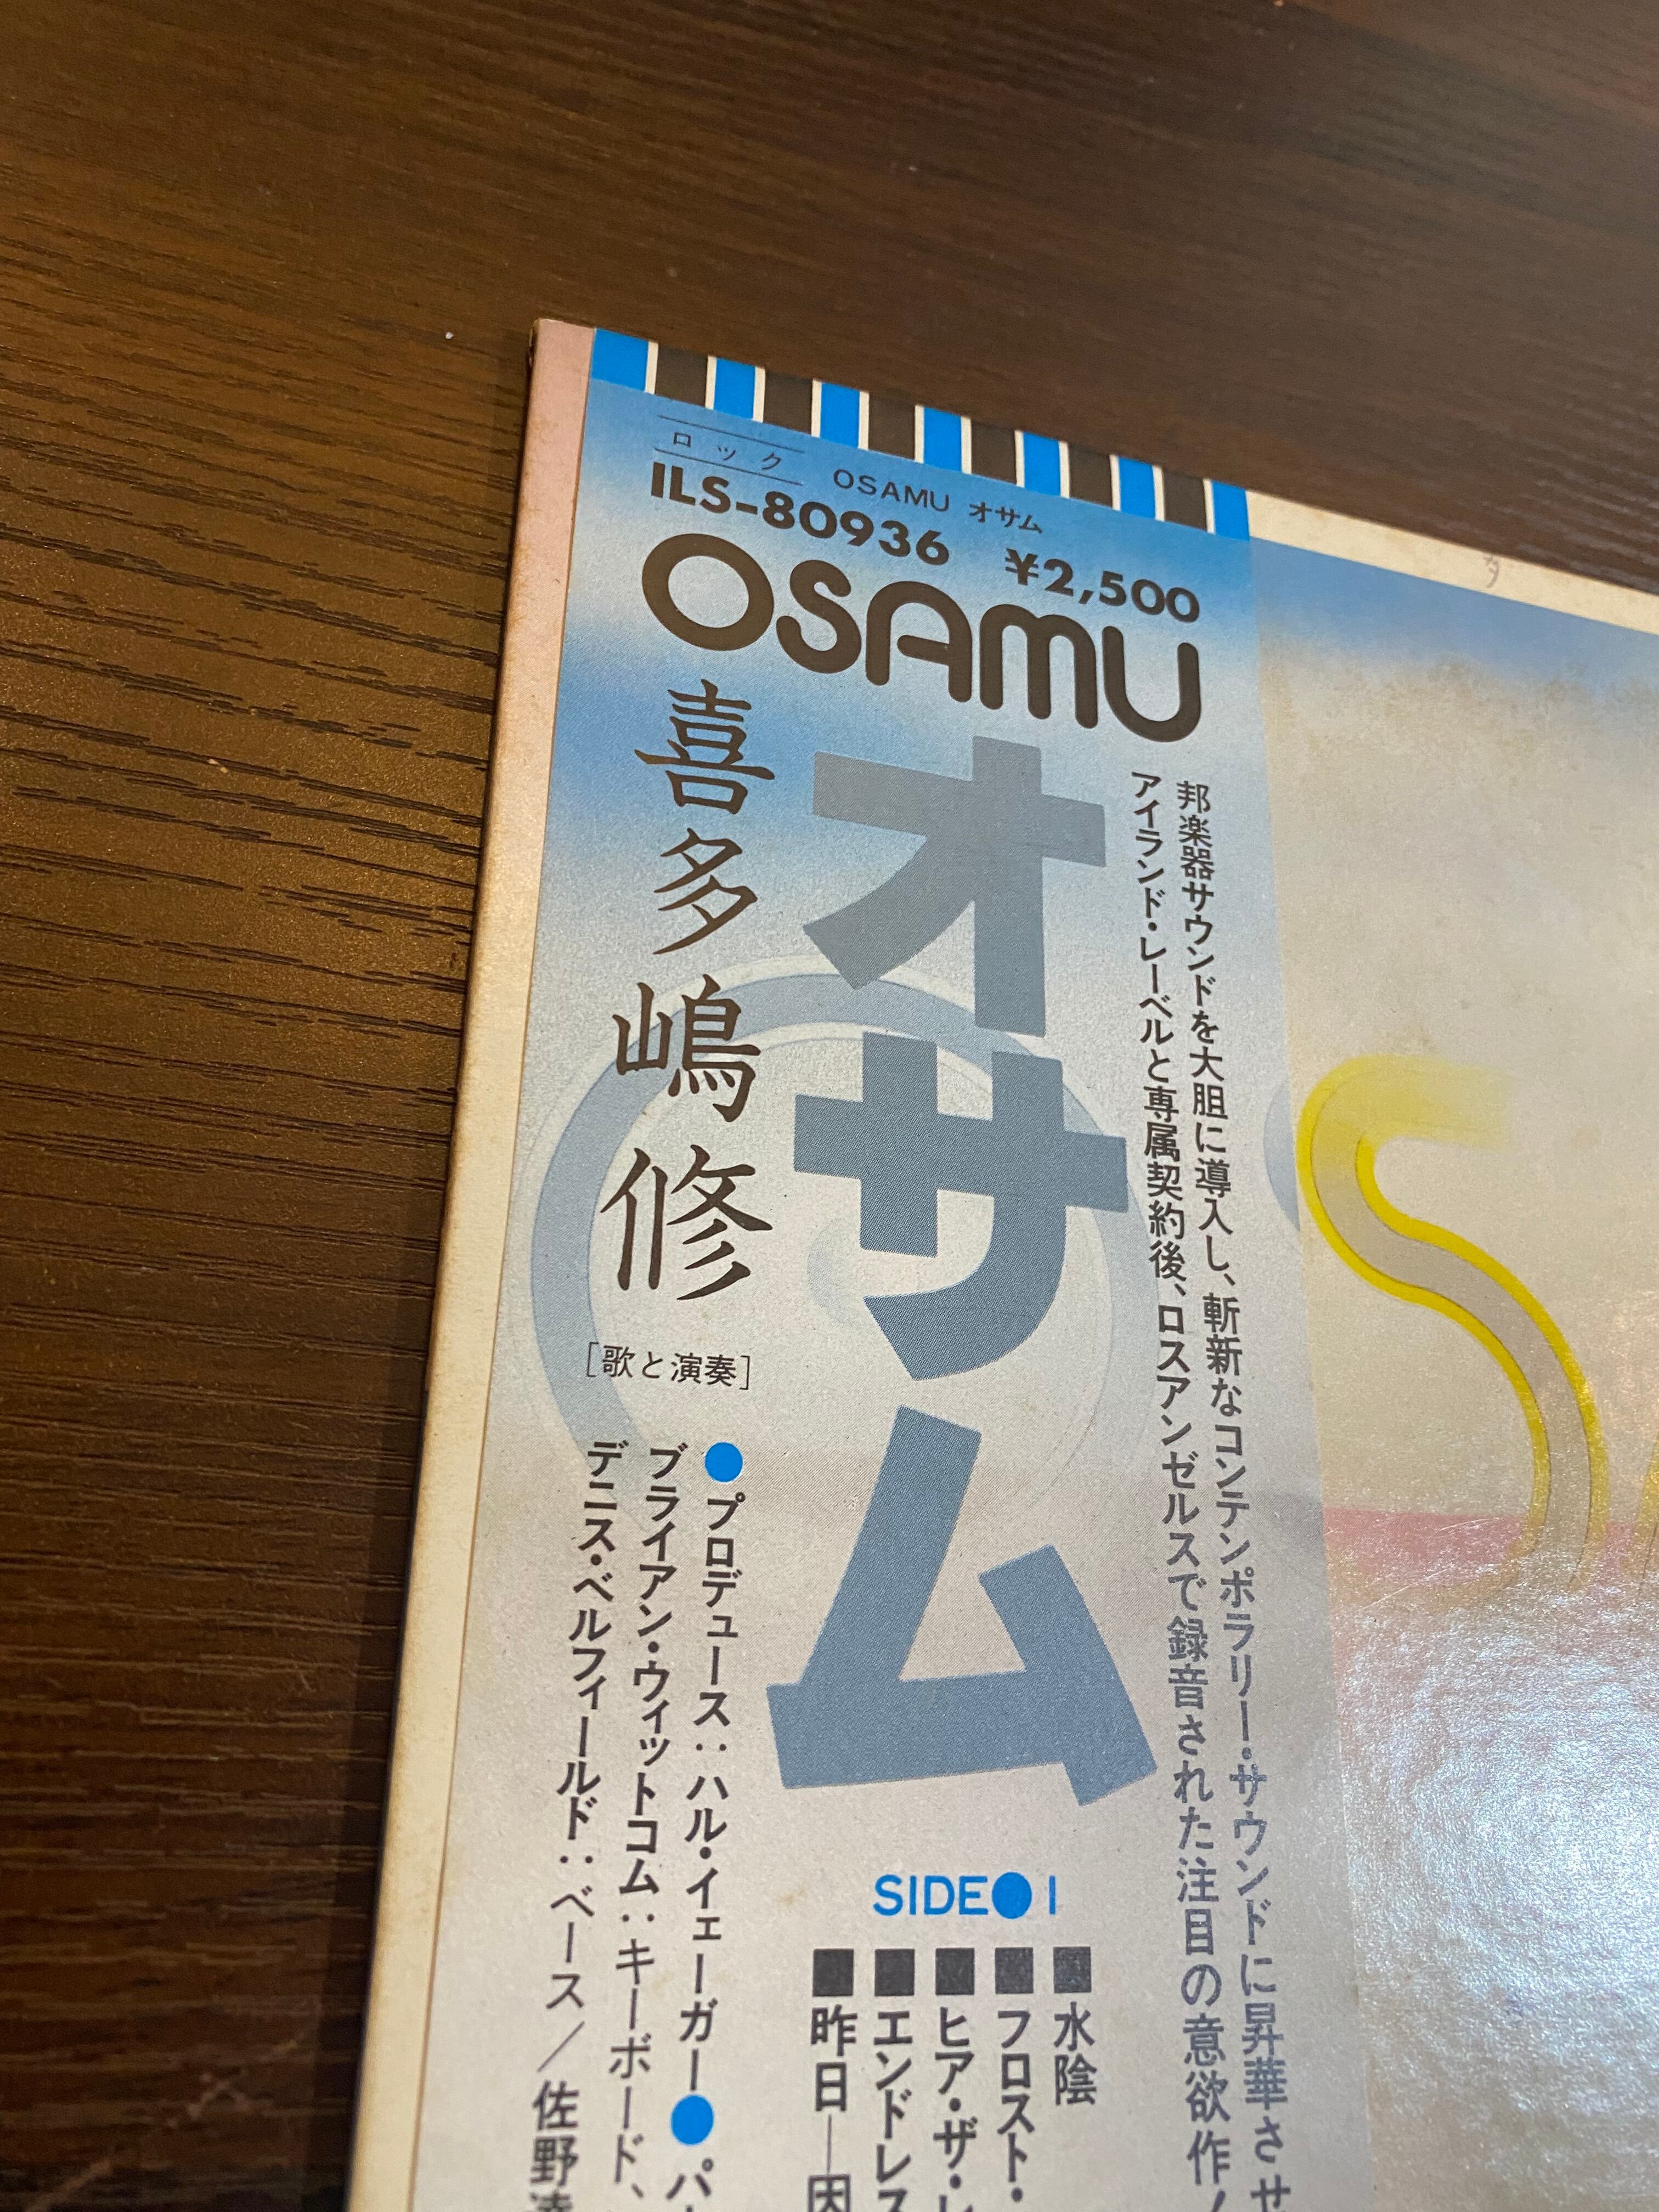 ロック
OSAMU オサム
ILS-80936 ¥2,500
OSAMU
邦楽器サウンドを大胆に導入し、斬新なコンテンポラリー・サウンドに昇華させ
アイランド・レーベルと専属契約後、ロスアンゼルスで録音された注目の意欲作!
オサム
喜多嶋修
[歌と演奏]
SIDE●1
■水陰
■フロスト・
■ヒア・ザ・レ
■エンドレス
■昨日—因
●プロデュース:ハル・イェーガー●パ
ブライアン・ウィットコム:キーボード、
デニス・ベルフィールド:ベース/佐野
S